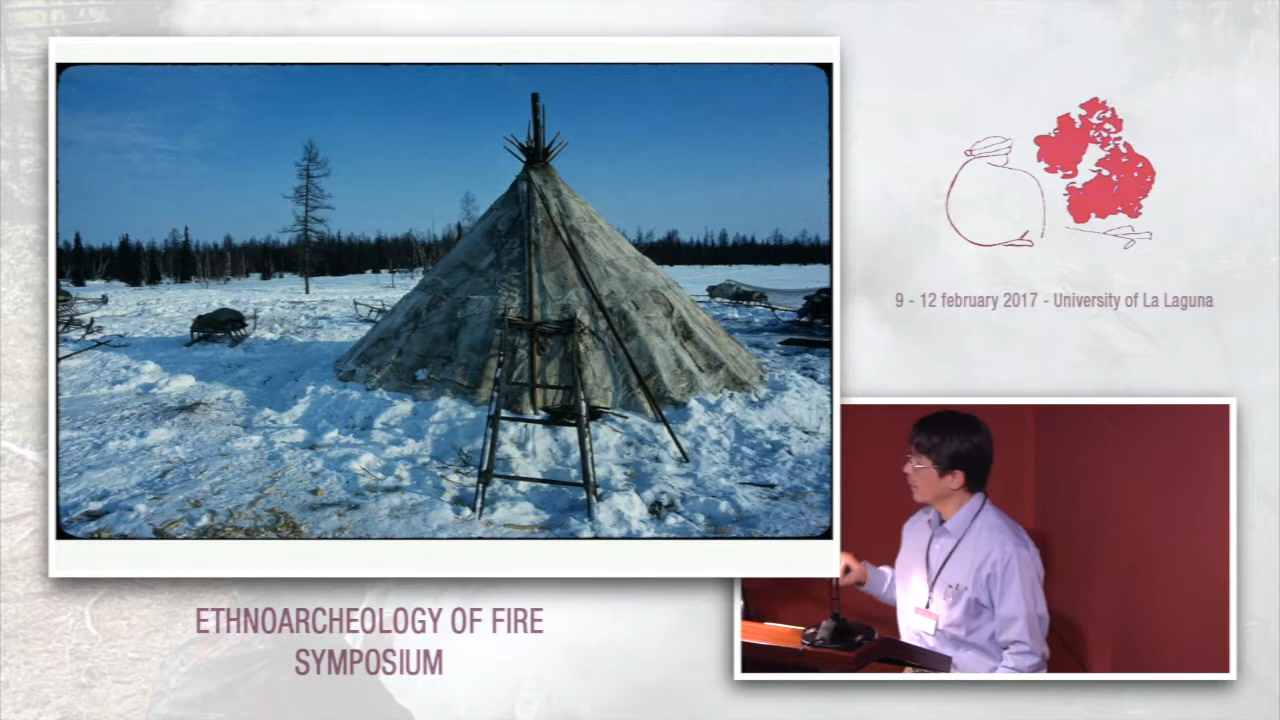 9 - 12 february 2017 - University of La Laguna
ETHNOARCHEOLOGY OF FIRE
SYMPOSIUM